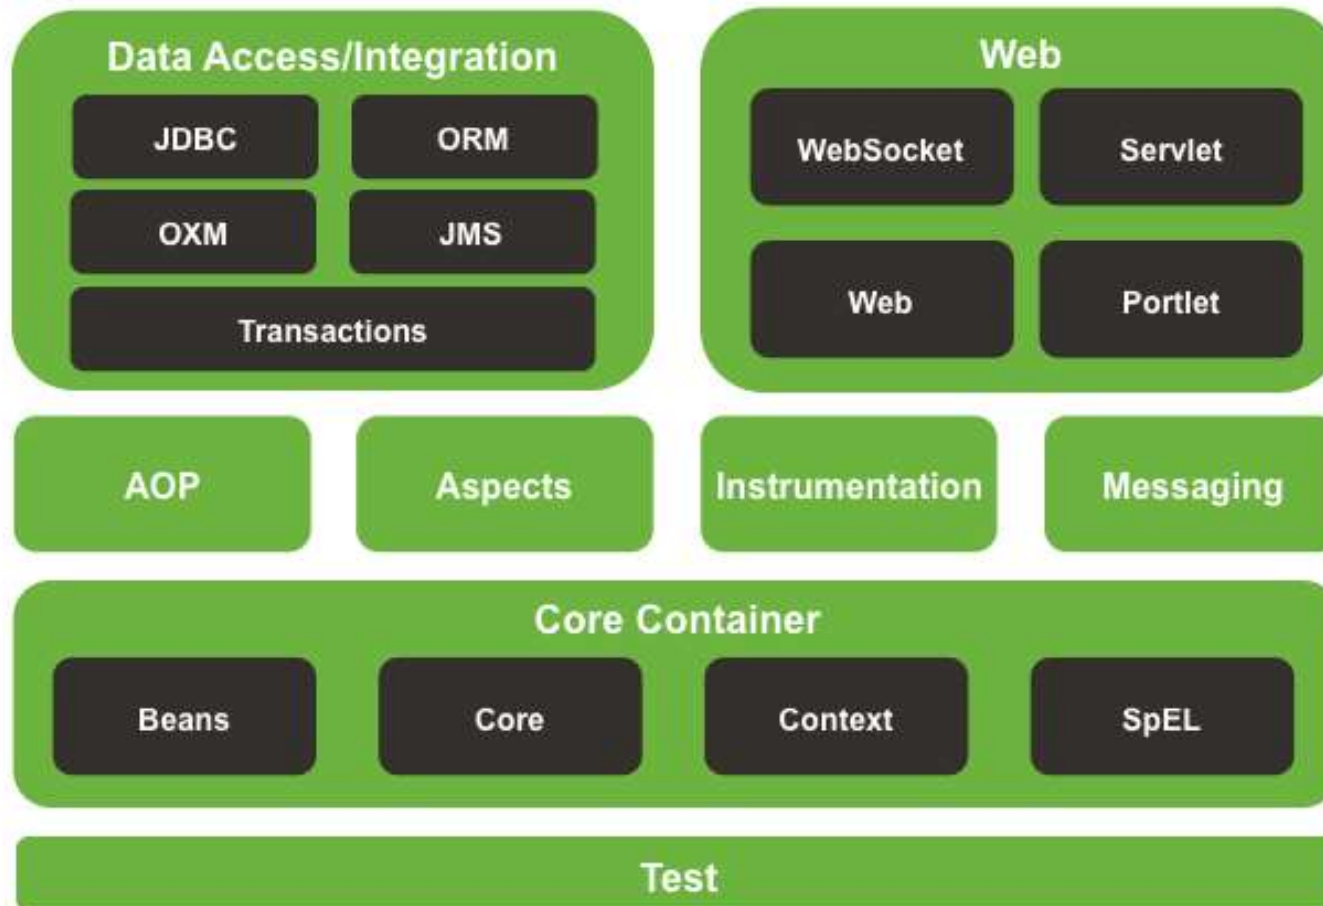 Data Access/Integration
JDBC
ORM
OXM
JMS
Transactions
Web
WebSocket
Servlet
Web
Portlet
AOP
Aspects
Instrumentation
Messaging
Core Container
Beans
Core
Context
SpEL
Test